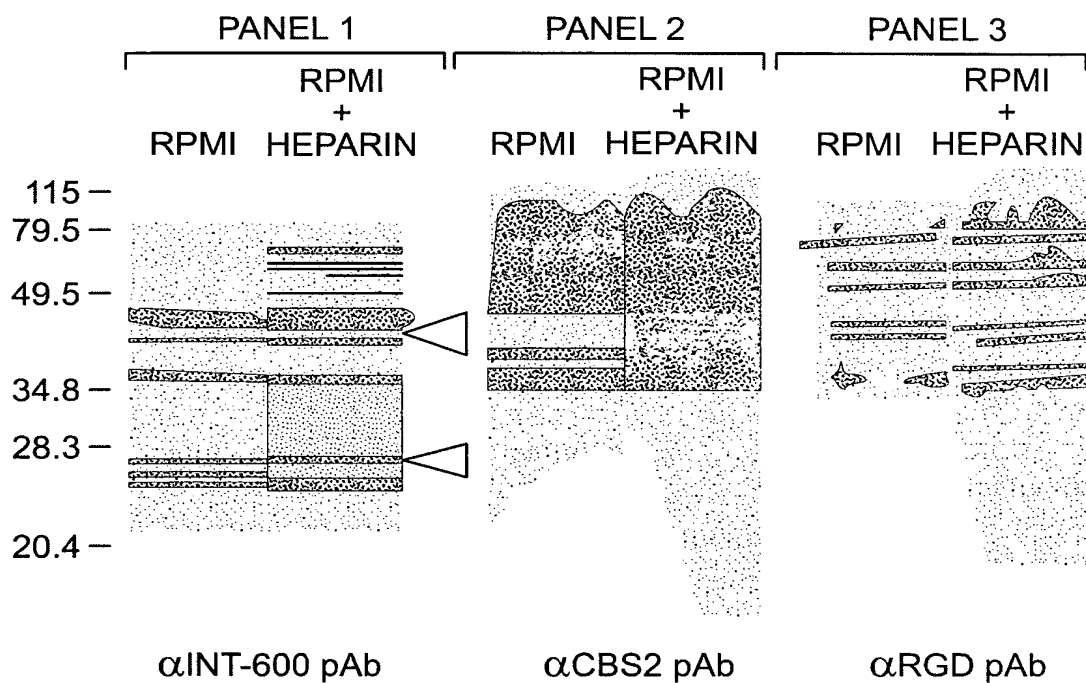 PANEL 1 PANEL 2 PANEL 3
RPMI
+
RPMI HEPARIN
RPMI
+
RPMI HEPARIN
RPMI
+
RPMI HEPARIN
115
79.5
49.5
34.8
28.3
20.4
αINT-600 pAb αCBS2 pAb αRGD pAb